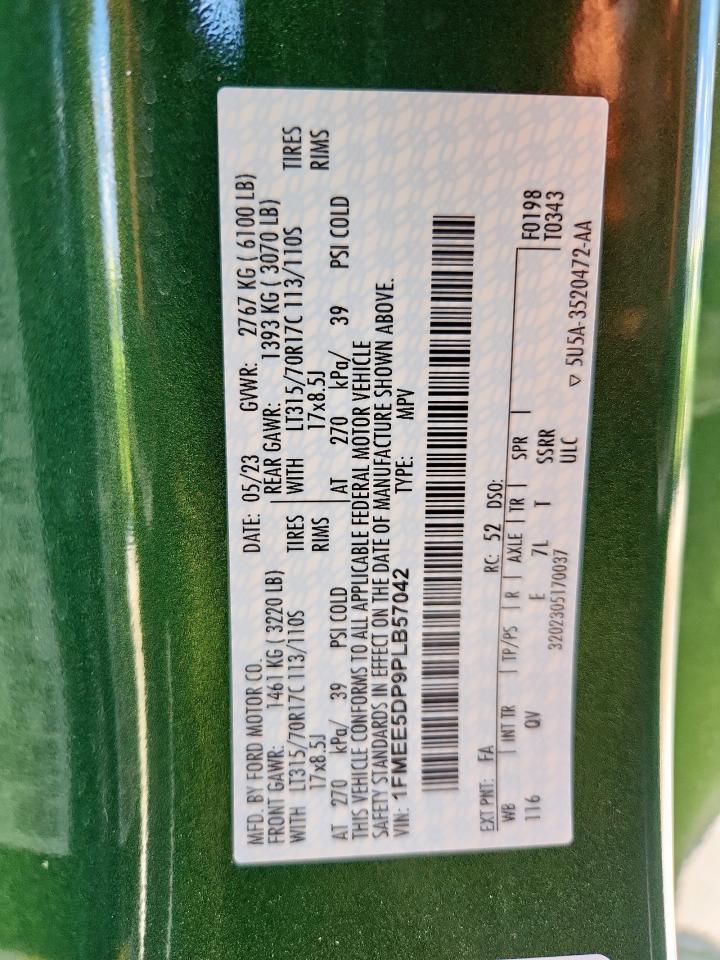 MFD. BY FORD MOTOR CO.
DATE: 05/23 GVWR: 2767 KG ( 6100 LB)
FRONT GAWR: 1461 KG ( 3220 LB) REAR GAWR: 1393 KG ( 3070 LB)
WITH LT315/70R17C 113/110S TIRES WITH LT315/70R17C 113/110S TIRES
17x8.5J RIMS 17x8.5J RIMS
AT 270 kPa/ 39 PSI COLD AT 270 kPa/ 39 PSI COLD
THIS VEHICLE CONFORMS TO ALL APPLICABLE FEDERAL MOTOR VEHICLE
SAFETY STANDARDS IN EFFECT ON THE DATE OF MANUFACTURE SHOWN ABOVE.
VIN: 1FMEE5DP9PLB57042 TYPE: MPV
EXT PNT: FA RC: 52 DSO:
WB INT TR TP/PS R AXLE TR SPR F0198
116 QV E 7L T SSRR T0343
3202305170037 ULC ▽ 5U5A-3520472-AA